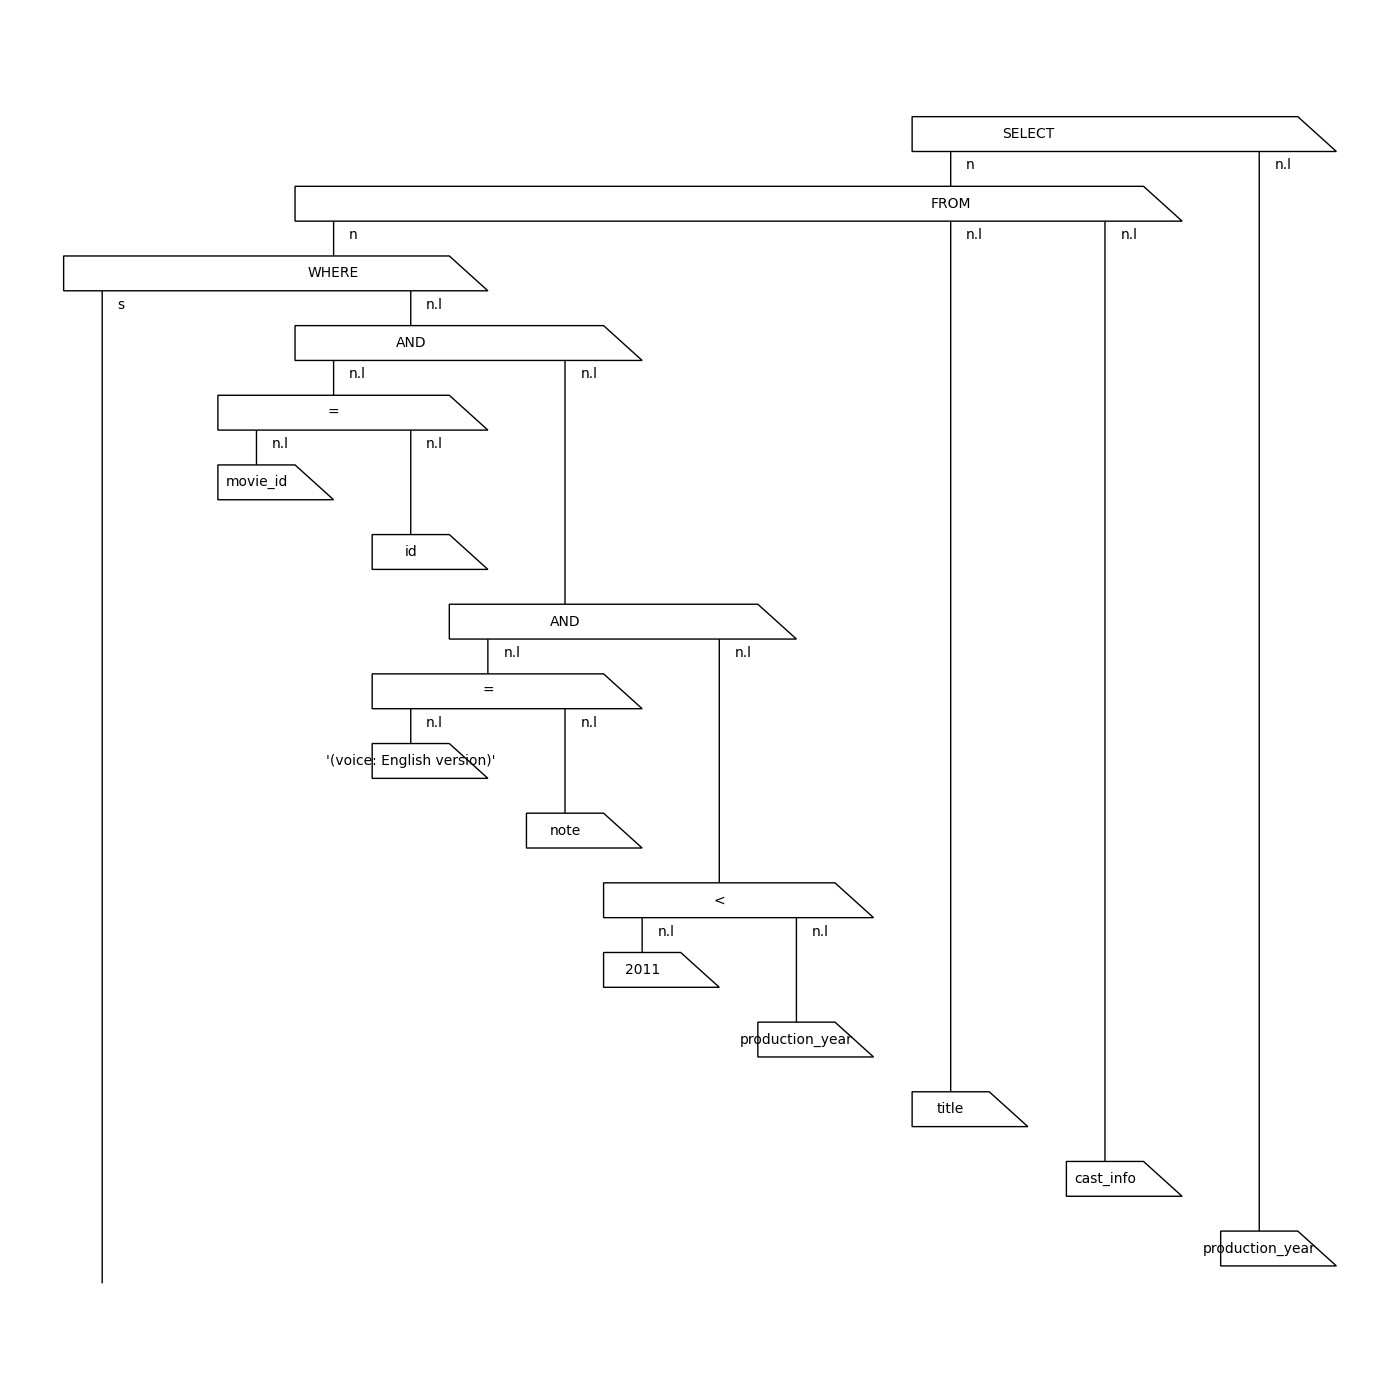 SELECT
n n.l
FROM
n n.l n.l
WHERE
s n.l
AND
n.l n.l
=
n.l n.l
movie_id
id
AND
n.l n.l
=
n.l n.l
'(voice: English version)'
note
<
n.l n.l
2011
production_year
title
cast_info
production_year